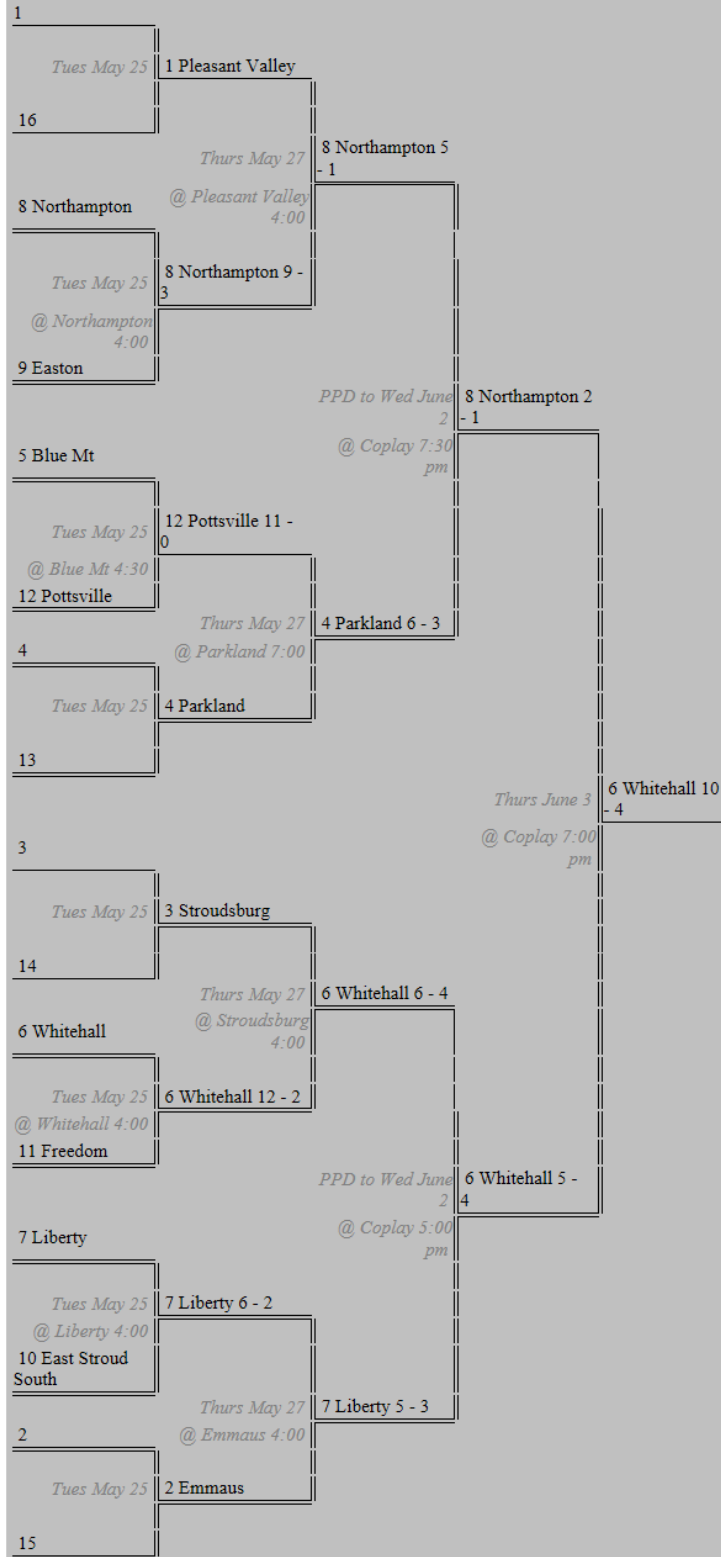 1
Tues May 25
1 Pleasant Valley
16
Thurs May 27
8 Northampton 5
- 1
@ Pleasant Valley
4:00
8 Northampton
Tues May 25
8 Northampton 9 -
3
@ Northampton
4:00
9 Easton
PPD to Wed June
2
8 Northampton 2
- 1
@ Coplay 7:30
pm
5 Blue Mt
Tues May 25
12 Pottsville 11 -
0
@ Blue Mt 4:30
12 Pottsville
Thurs May 27
4 Parkland 6 - 3
@ Parkland 7:00
4
Tues May 25
4 Parkland
13
Thurs June 3
6 Whitehall 10
- 4
@ Coplay 7:00
pm
3
Tues May 25
3 Stroudsburg
14
Thurs May 27
6 Whitehall 6 - 4
@ Stroudsburg
4:00
6 Whitehall
Tues May 25
6 Whitehall 12 - 2
@ Whitehall 4:00
11 Freedom
PPD to Wed June
2
6 Whitehall 5 -
4
@ Coplay 5:00
pm
7 Liberty
Tues May 25
7 Liberty 6 - 2
@ Liberty 4:00
10 East Stroud
South
Thurs May 27
7 Liberty 5 - 3
@ Emmaus 4:00
2
Tues May 25
2 Emmaus
15